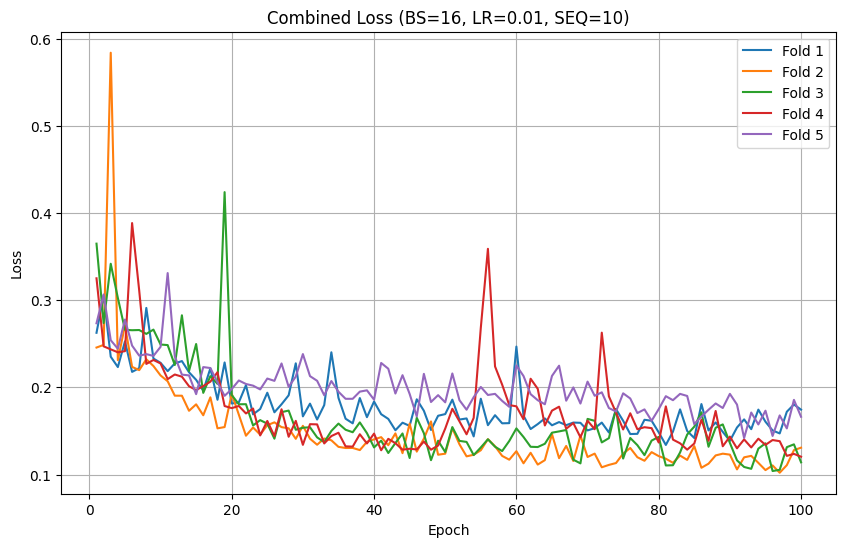 Combined Loss (BS=16, LR=0.01, SEQ=10)
Fold 1
Fold 2
Fold 3
Fold 4
Fold 5
0.6
0.5
0.4
0.3
0.2
0.1
Loss
0 20 40 60 80 100
Epoch